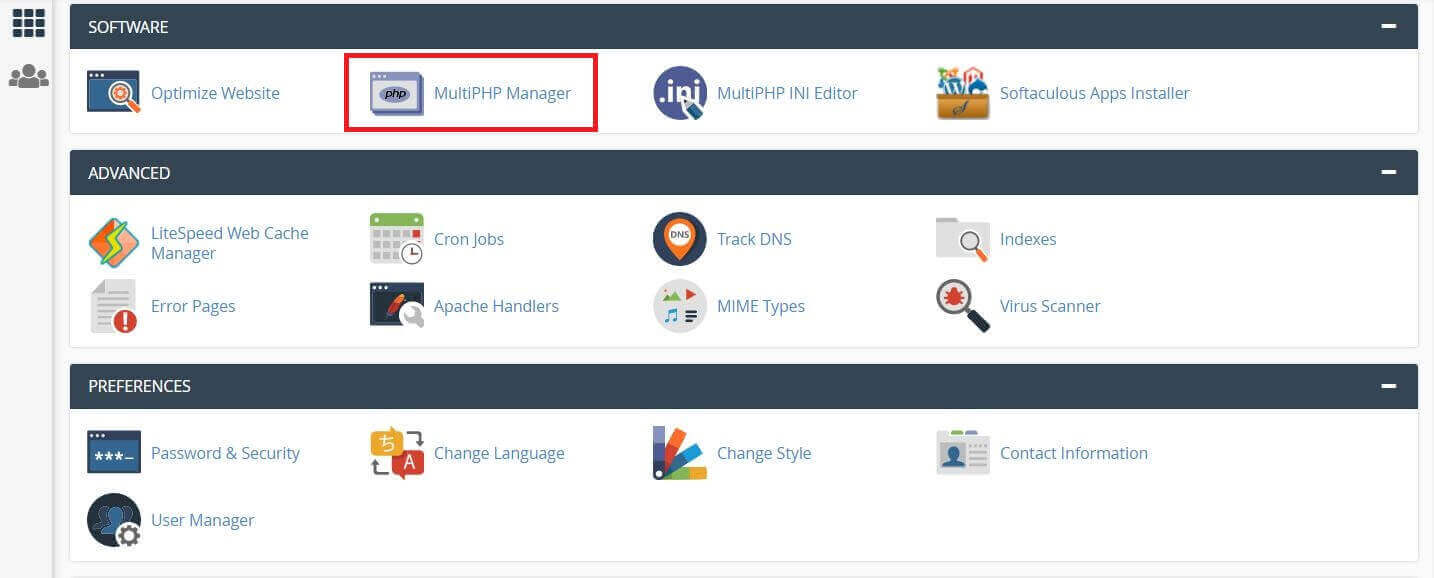 SOFTWARE
Optimize Website
php
MultiPHP Manager
.ini
MultiPHP INI Editor
Softaculous Apps Installer
ADVANCED
LiteSpeed Web Cache
Manager
Cron Jobs
DNS
Track DNS
Indexes
Error Pages
Apache Handlers
MIME Types
Virus Scanner
PREFERENCES
***_
Password & Security
ち
A
Change Language
Change Style
Contact Information
User Manager